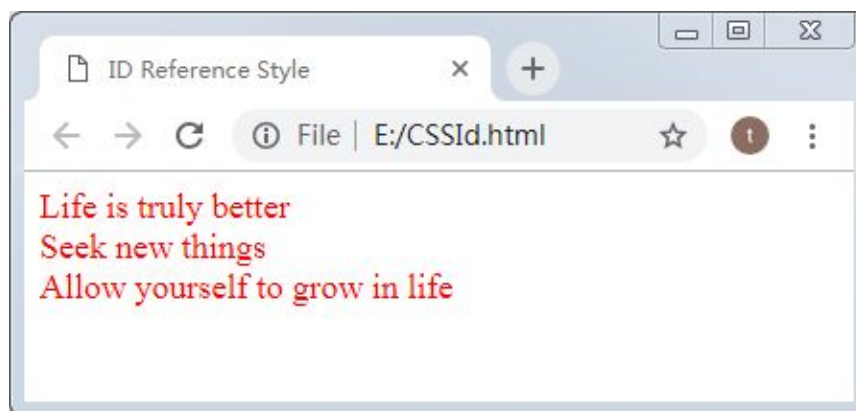 ID Reference Style
File | E:/CSSId.html
t
Life is truly better
Seek new things
Allow yourself to grow in life